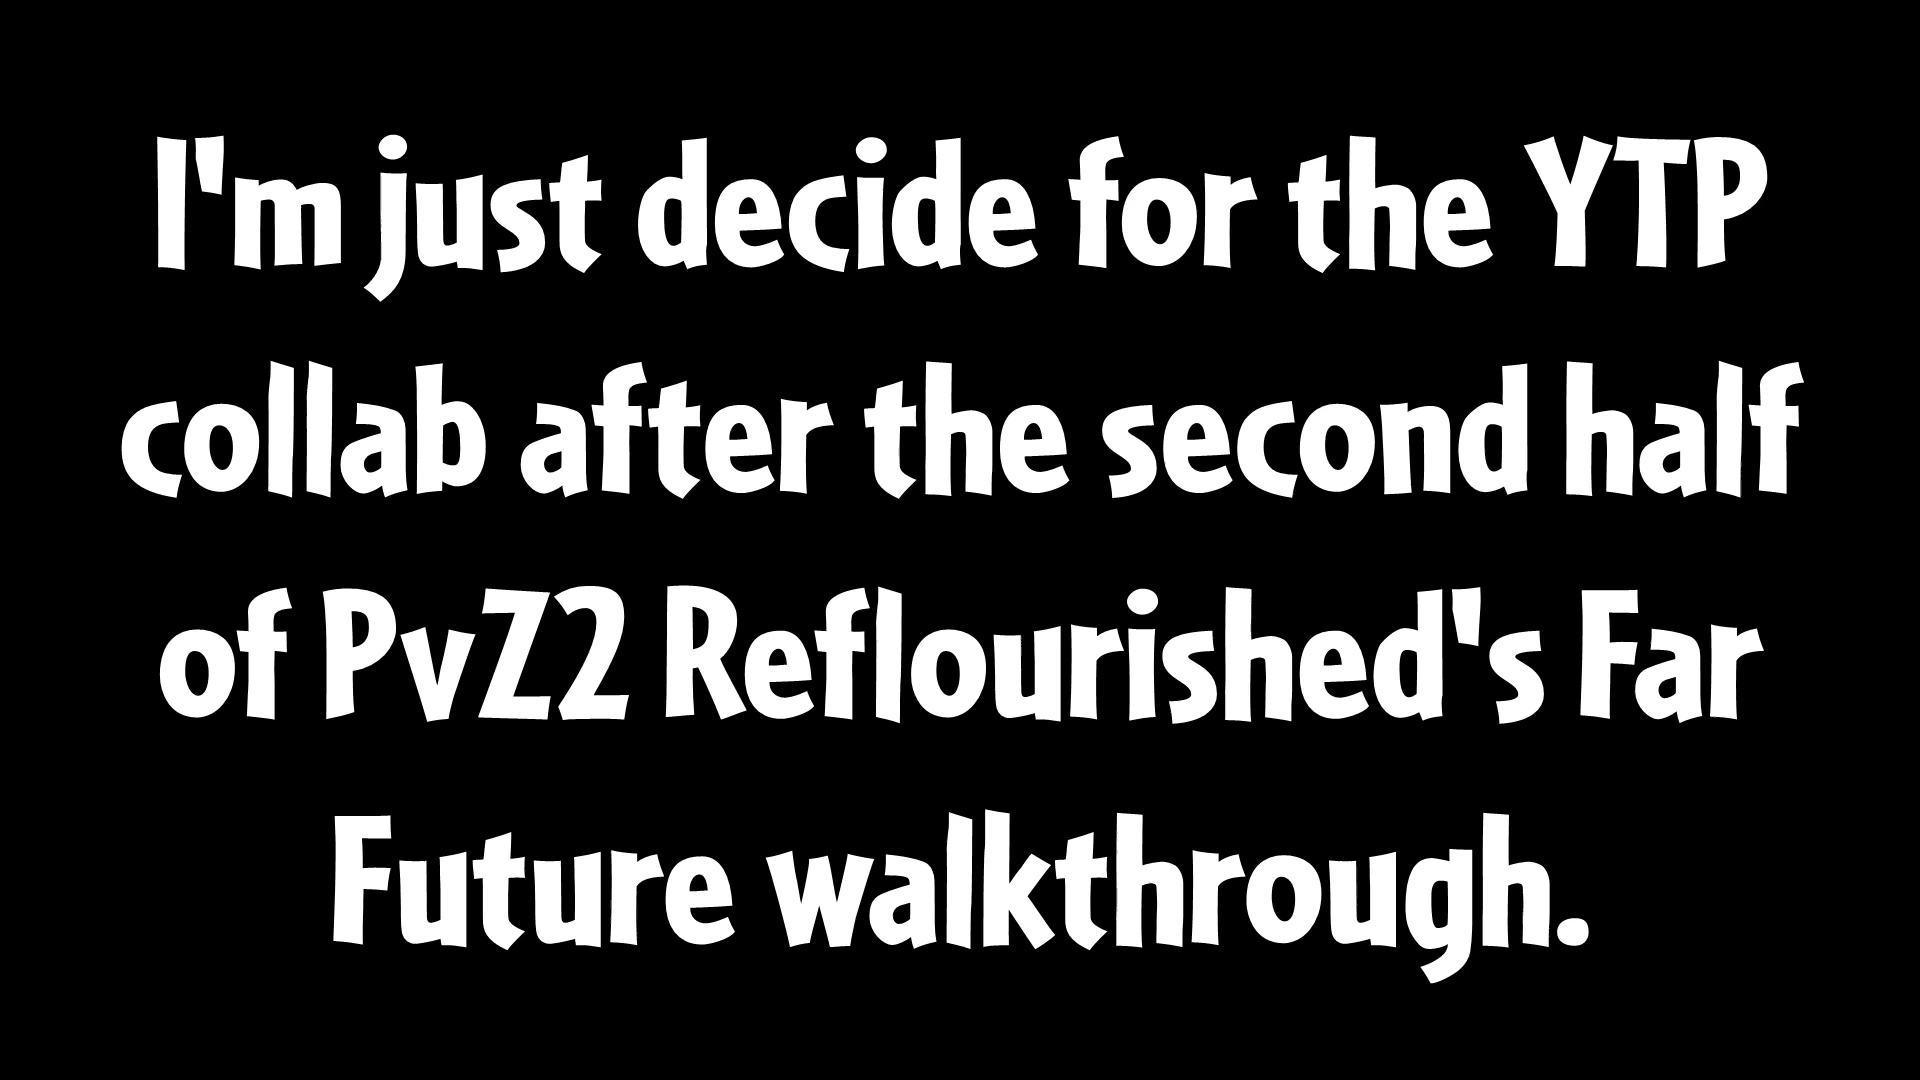 I'm just decide for the YTP
collab after the second half
of PvZ2 Reflourished's Far
Future walkthrough.